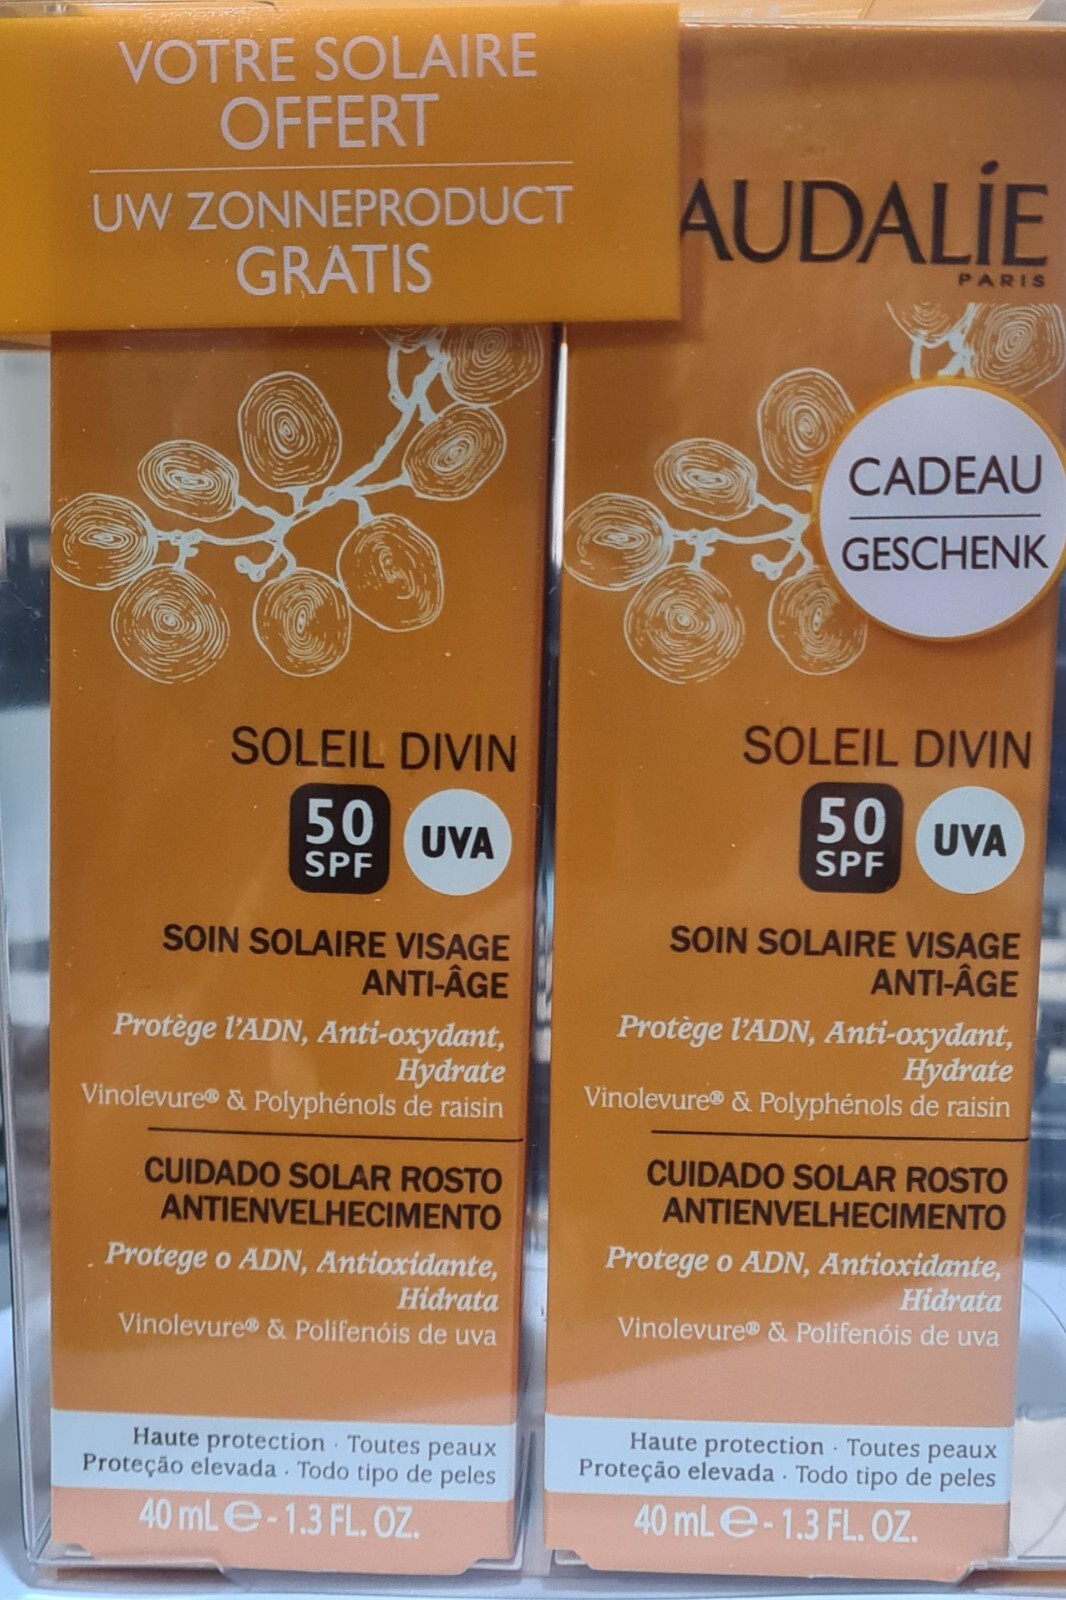 VOTRE SOLAIRE
OFFERT
UW ZONNEPRODUCT
GRATIS
AUDALÍE
PARIS
CADEAU
GESCHENK
SOLEIL DIVIN
50
SPF
UVA
SOIN SOLAIRE VISAGE
ANTI-ÂGE
Protège l'ADN, Anti-oxydant,
Hydrate
Vinolevure® & Polyphénols de raisin
CUIDADO SOLAR ROSTO
ANTIENVELHECIMENTO
Protege o ADN, Antioxidante,
Hidrata
Vinolevure® & Polifenóis de uva
Haute protection · Toutes peaux
Proteção elevada · Todo tipo de peles
40 mL e - 1.3 FL. OZ.
SOLEIL DIVIN
50
SPF
UVA
SOIN SOLAIRE VISAGE
ANTI-ÂGE
Protège l'ADN, Anti-oxydant,
Hydrate
Vinolevure® & Polyphénols de raisin
CUIDADO SOLAR ROSTO
ANTIENVELHECIMENTO
Protege o ADN, Antioxidante,
Hidrata
Vinolevure® & Polifenóis de uva
Haute protection · Toutes peaux
Proteção elevada · Todo tipo de peles
40 mL e - 1.3 FL. OZ.